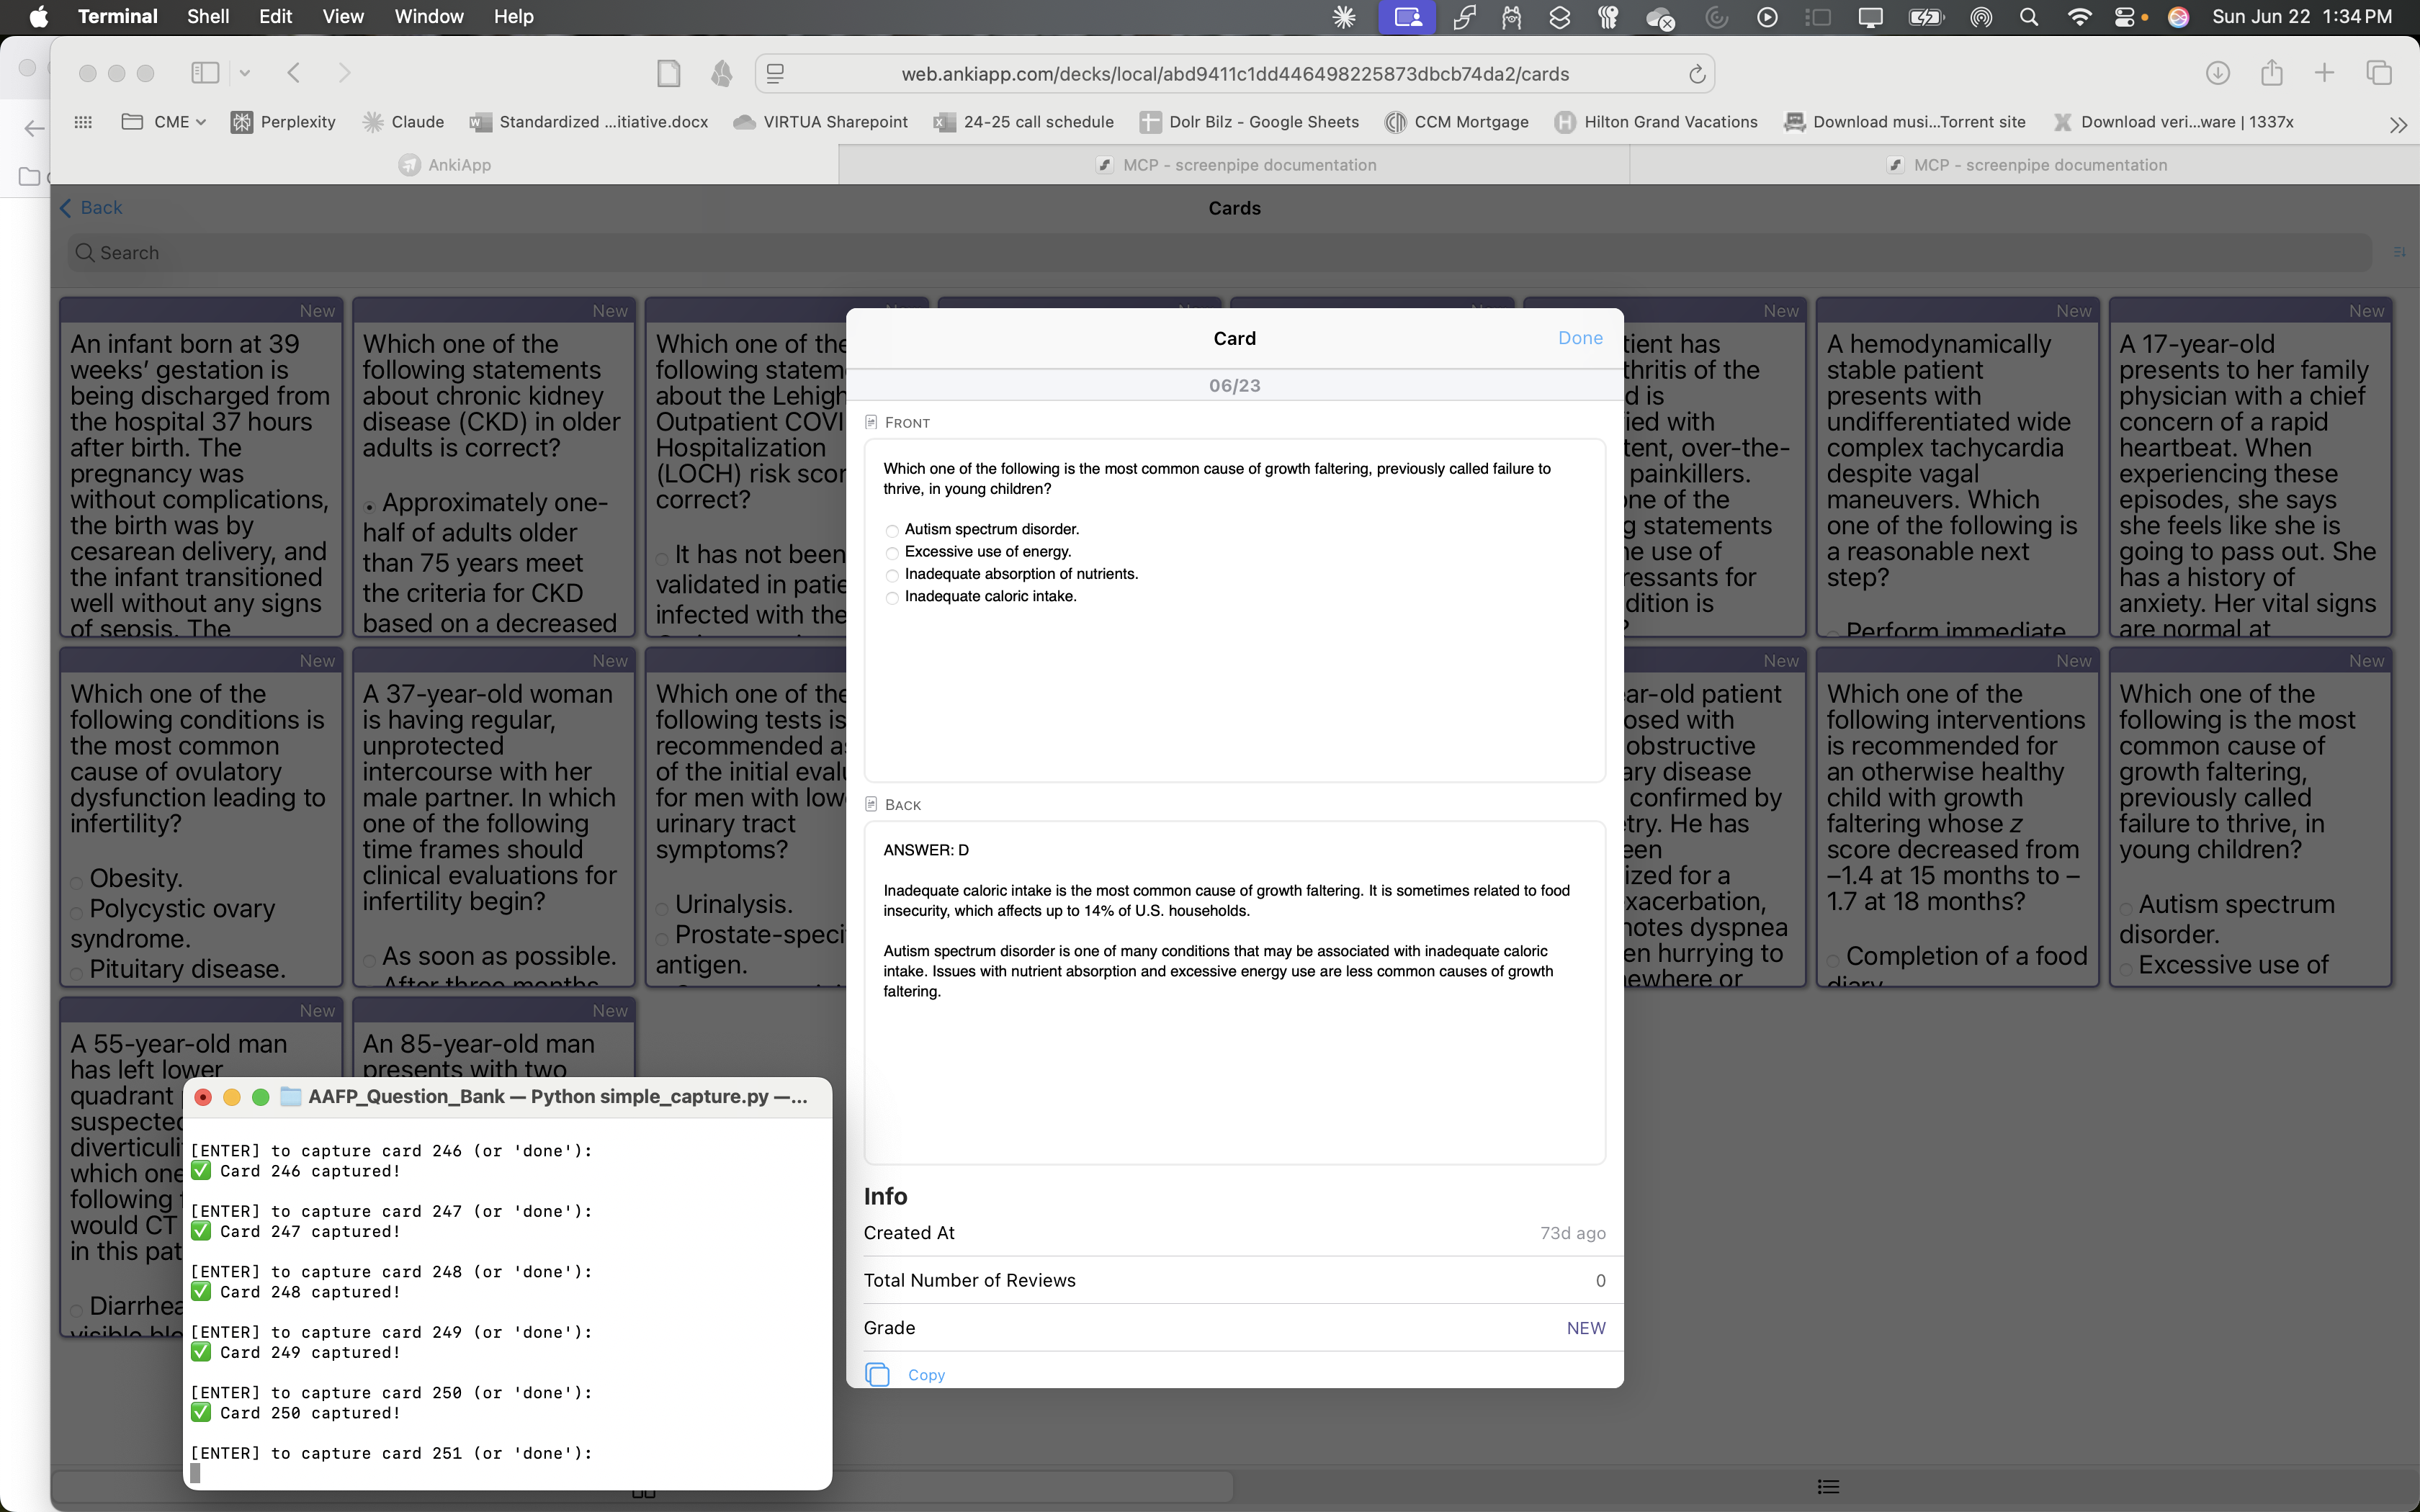 Terminal Shell Edit View Window Help
Sun Jun 22 1:34 PM
web.ankiapp.com/decks/local/abd9411c1dd446498225873dbcb74da2/cards
CME Perplexity Claude Standardized ...itiative.docx VIRTUA Sharepoint 24-25 call schedule Dolr Bilz - Google Sheets CCM Mortgage Hilton Grand Vacations Download musi...Torrent site Download veri...ware | 1337x
AnkiApp
MCP - screenpipe documentation
MCP - screenpipe documentation
Back
Cards
Search
New
An infant born at 39
weeks’ gestation is
being discharged from
the hospital 37 hours
after birth. The
pregnancy was
without complications,
the birth was by
cesarean delivery, and
the infant transitioned
well without any signs
of sepsis. The
New
Which one of the
following statements
about chronic kidney
disease (CKD) in older
adults is correct?
Approximately one-
half of adults older
than 75 years meet
the criteria for CKD
based on a decreased
Which one of the
following statem
about the Lehigh
Outpatient COVI
Hospitalization
(LOCH) risk scor
correct?
It has not been
validated in patie
infected with the
New
tient has
thritis of the
d is
ied with
tent, over-the-
painkillers.
ne of the
g statements
e use of
ressants for
dition is
New
A hemodynamically
stable patient
presents with
undifferentiated wide
complex tachycardia
despite vagal
maneuvers. Which
one of the following is
a reasonable next
step?
Perform immediate
New
A 17-year-old
presents to her family
physician with a chief
concern of a rapid
heartbeat. When
experiencing these
episodes, she says
she feels like she is
going to pass out. She
has a history of
anxiety. Her vital signs
are normal at
New
Which one of the
following conditions is
the most common
cause of ovulatory
dysfunction leading to
infertility?
Obesity.
Polycystic ovary
syndrome.
Pituitary disease.
New
A 37-year-old woman
is having regular,
unprotected
intercourse with her
male partner. In which
one of the following
time frames should
clinical evaluations for
infertility begin?
As soon as possible.
After three months
Which one of the
following tests is
recommended as
of the initial evalu
for men with low
urinary tract
symptoms?
Urinalysis.
Prostate-speci
antigen.
New
ar-old patient
osed with
obstructive
ary disease
confirmed by
etry. He has
een
ized for a
xacerbation,
notes dyspnea
en hurrying to
ewhere or
New
Which one of the
following interventions
is recommended for
an otherwise healthy
child with growth
faltering whose z
score decreased from
–1.4 at 15 months to –
1.7 at 18 months?
Completion of a food
diary.
New
Which one of the
following is the most
common cause of
growth faltering,
previously called
failure to thrive, in
young children?
Autism spectrum
disorder.
Excessive use of
New
A 55-year-old man
has left lower
quadrant
suspected
diverticuli
which one
following
would CT
in this pat
Diarrhea
New
An 85-year-old man
presents with two
Card
Done
06/23
FRONT
Which one of the following is the most common cause of growth faltering, previously called failure to
thrive, in young children?
Autism spectrum disorder.
Excessive use of energy.
Inadequate absorption of nutrients.
Inadequate caloric intake.
BACK
ANSWER: D
Inadequate caloric intake is the most common cause of growth faltering. It is sometimes related to food
insecurity, which affects up to 14% of U.S. households.
Autism spectrum disorder is one of many conditions that may be associated with inadequate caloric
intake. Issues with nutrient absorption and excessive energy use are less common causes of growth
faltering.
Info
Created At 73d ago
Total Number of Reviews 0
Grade NEW
Copy
AAFP_Question_Bank — Python simple_capture.py —...
[ENTER] to capture card 246 (or 'done'):
✅ Card 246 captured!
[ENTER] to capture card 247 (or 'done'):
✅ Card 247 captured!
[ENTER] to capture card 248 (or 'done'):
✅ Card 248 captured!
[ENTER] to capture card 249 (or 'done'):
✅ Card 249 captured!
[ENTER] to capture card 250 (or 'done'):
✅ Card 250 captured!
[ENTER] to capture card 251 (or 'done'):